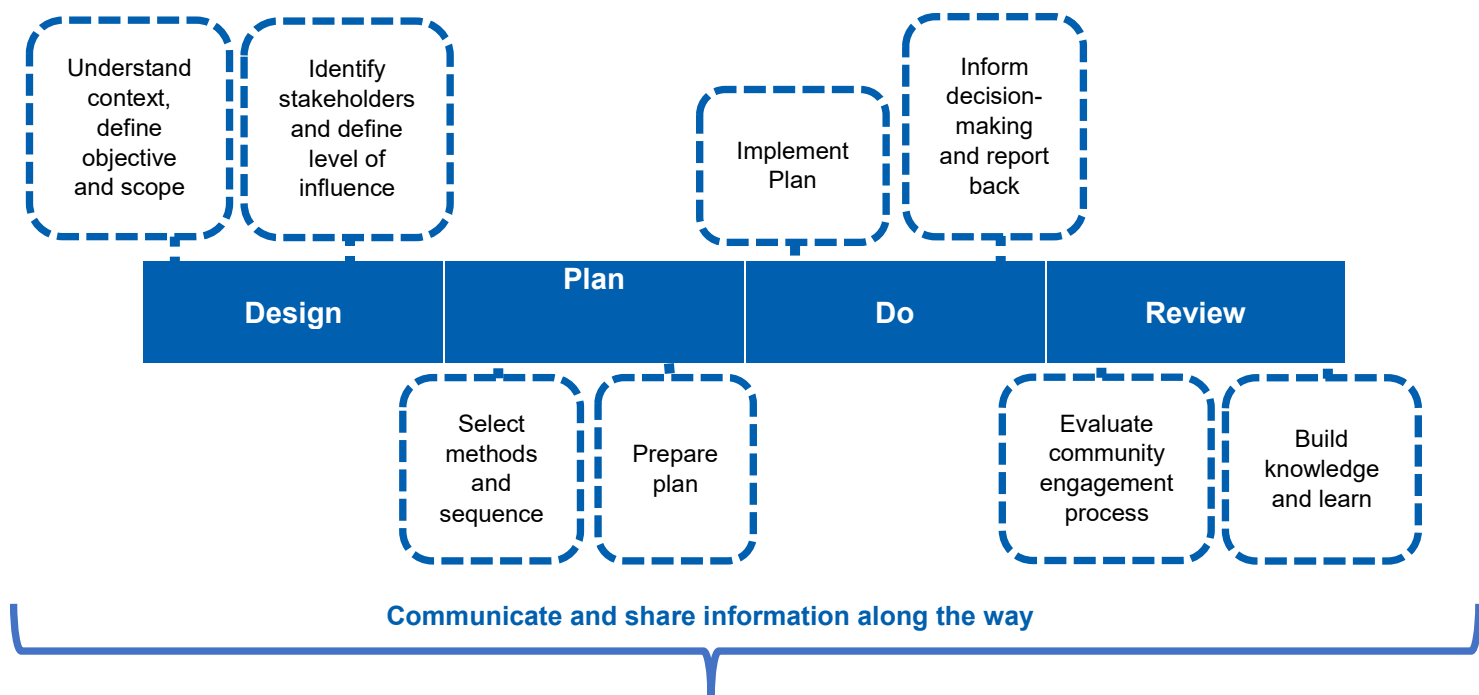 Understand
context,
define
objective
and scope
Identify
stakeholders
and define
level of
influence
Implement
Plan
Inform
decision-
making
and report
back
Design
Plan
Do
Review
Select
methods
and
sequence
Prepare
plan
Evaluate
community
engagement
process
Build
knowledge
and learn
Communicate and share information along the way